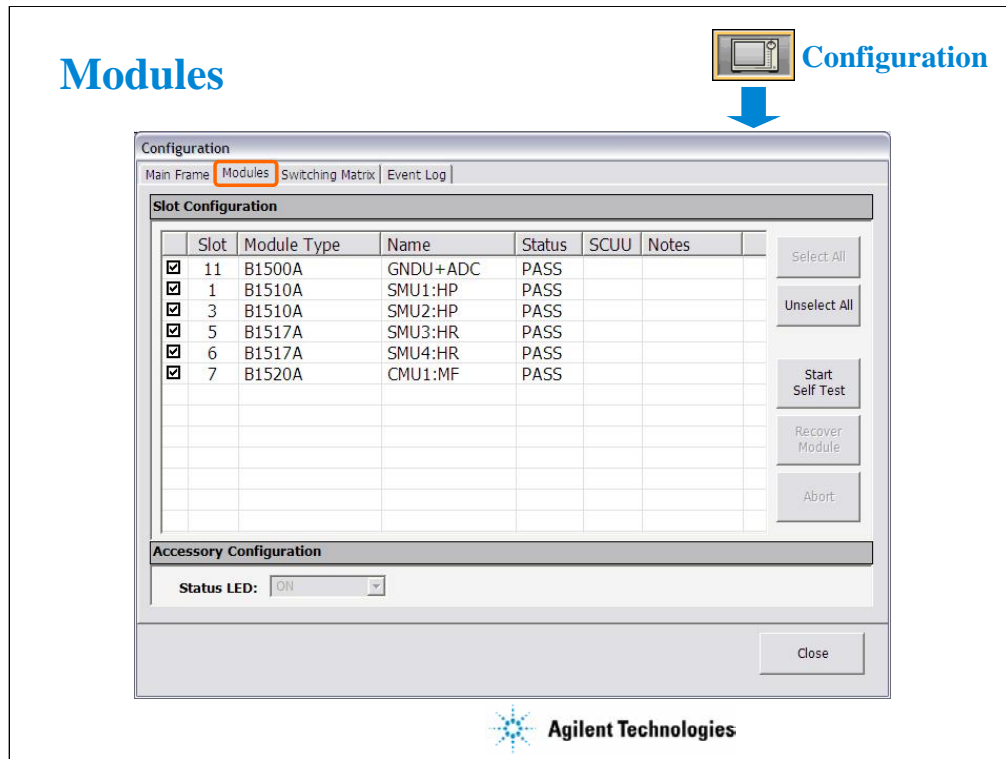 Modules
Configuration
Configuration
Main Frame Modules Switching Matrix Event Log
Slot Configuration
Slot Module Type Name Status SCUU Notes
11 B1500A GNDU+ADC PASS
1 B1510A SMU1:HP PASS
3 B1510A SMU2:HP PASS
5 B1517A SMU3:HR PASS
6 B1517A SMU4:HR PASS
7 B1520A CMU1:MF PASS
Select All
Unselect All
Start
Self Test
Recover
Module
Abort
Accessory Configuration
Status LED: ON
Close
Agilent Technologies